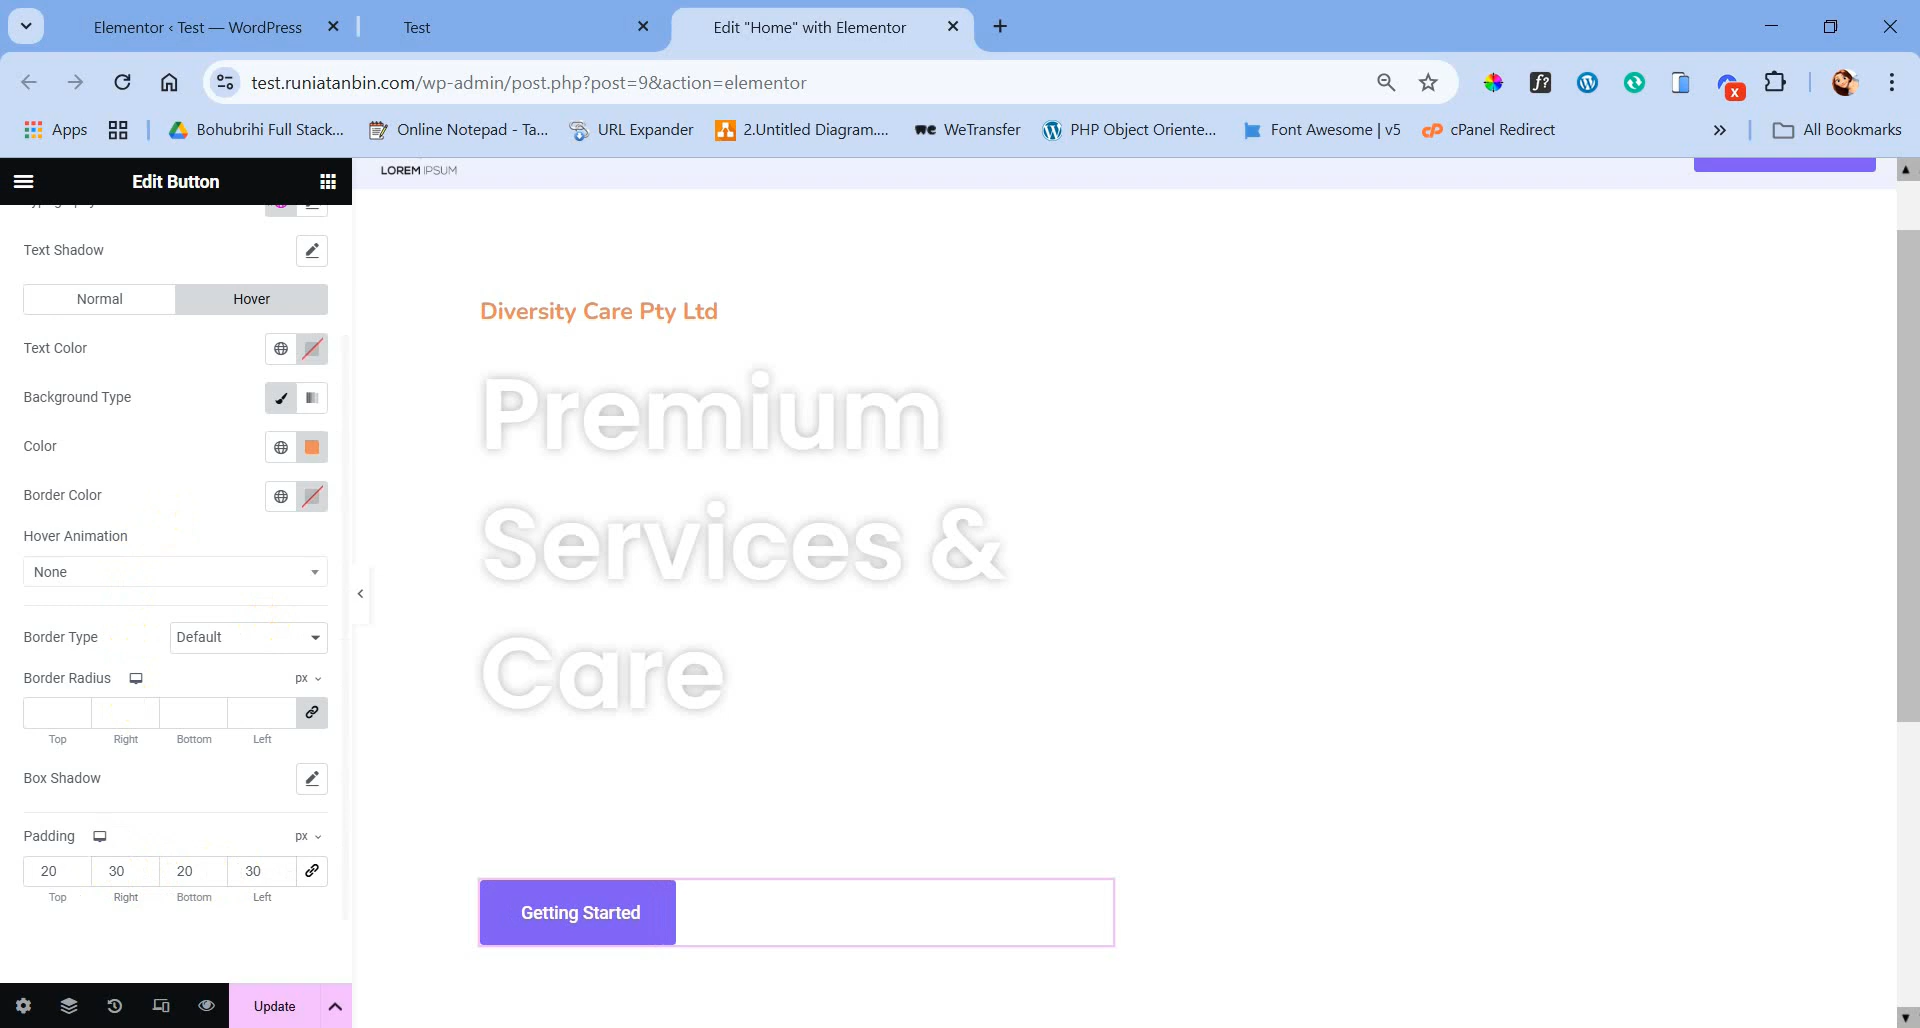 Elementor ‹ Test — WordPress
Test
Edit "Home" with Elementor
test.runiatanbin.com/wp-admin/post.php?post=9&action=elementor
f?
x
Apps
Bohubrihi Full Stack...
Online Notepad - Ta...
URL Expander
2.Untitled Diagram....
we WeTransfer
PHP Object Oriente...
Font Awesome | v5
cPanel Redirect
»
All Bookmarks
Edit Button
LOREM IPSUM
Text Shadow
Normal
Hover
Text Color
Background Type
Color
Border Color
Hover Animation
None
Border Type
Default
Border Radius
px
Top
Right
Bottom
Left
Box Shadow
Padding
px
20
30
20
30
Top
Right
Bottom
Left
Update
Diversity Care Pty Ltd
Premium
Services &
Care
Getting Started